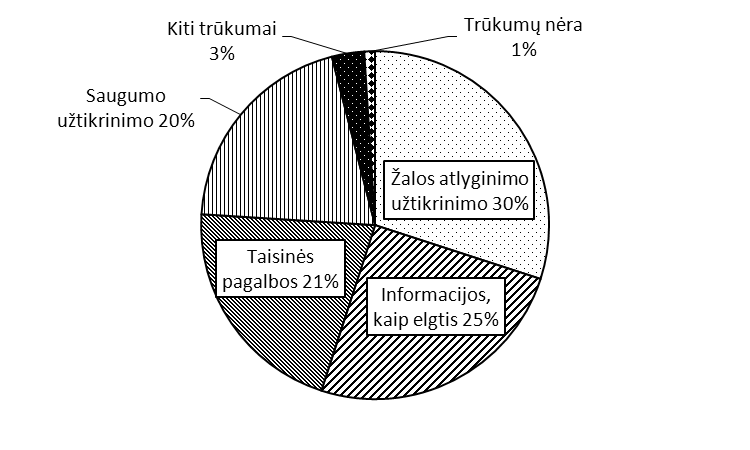 Kiti trūkumai
3%
Trūkumų nėra
1%
Saugumo
užtikrinimo 20%
Žalos atlyginimo
užtikrinimo 30%
Taisinės
pagalbos 21%
Informacijos,
kaip elgtis 25%